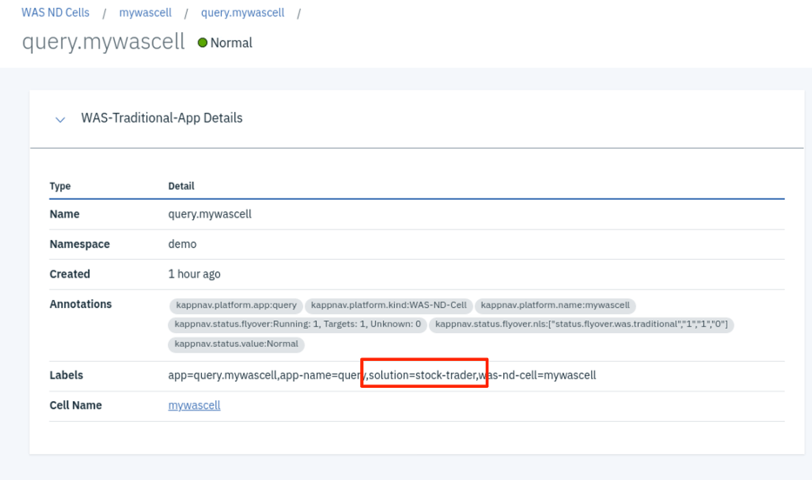 WAS ND Cells / mywascell / query.mywascell /
query.mywascell Normal
WAS-Traditional-App Details
Type Detail
Name query.mywascell
Namespace demo
Created 1 hour ago
Annotations kappnav.platform.app:query kappnav.platform.kind:WAS-ND-Cell kappnav.platform.name:mywascell
kappnav.status.flyover:Running: 1, Targets: 1, Unknown: 0 kappnav.status.flyover.nls:["status.flyover.was.traditional","1","1","0"]
kappnav.status.value:Normal
Labels app=query.mywascell,app-name=query,solution=stock-trader,was-nd-cell=mywascell
Cell Name mywascell